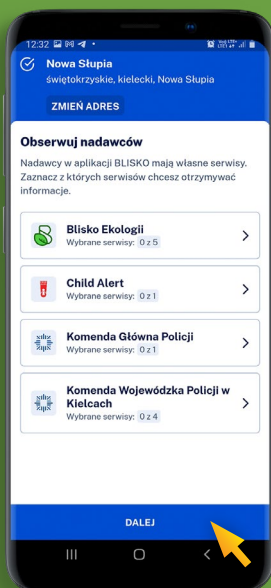 12:32
Nowa Słupia
świętokrzyskie, kielecki, Nowa Słupia
ZMIEŃ ADRES
Obserwuj nadawców
Nadawcy w aplikacji BLISKO mają własne serwisy.
Zaznacz z których serwisów chcesz otrzymywać
informacje.
Blisko Ekologii
Wybrane serwisy: 0 z 5
Child Alert
Wybrane serwisy: 0 z 1
Komenda Główna Policji
Wybrane serwisy: 0 z 1
Komenda Wojewódzka Policji w
Kielcach
Wybrane serwisy: 0 z 4
DALEJ